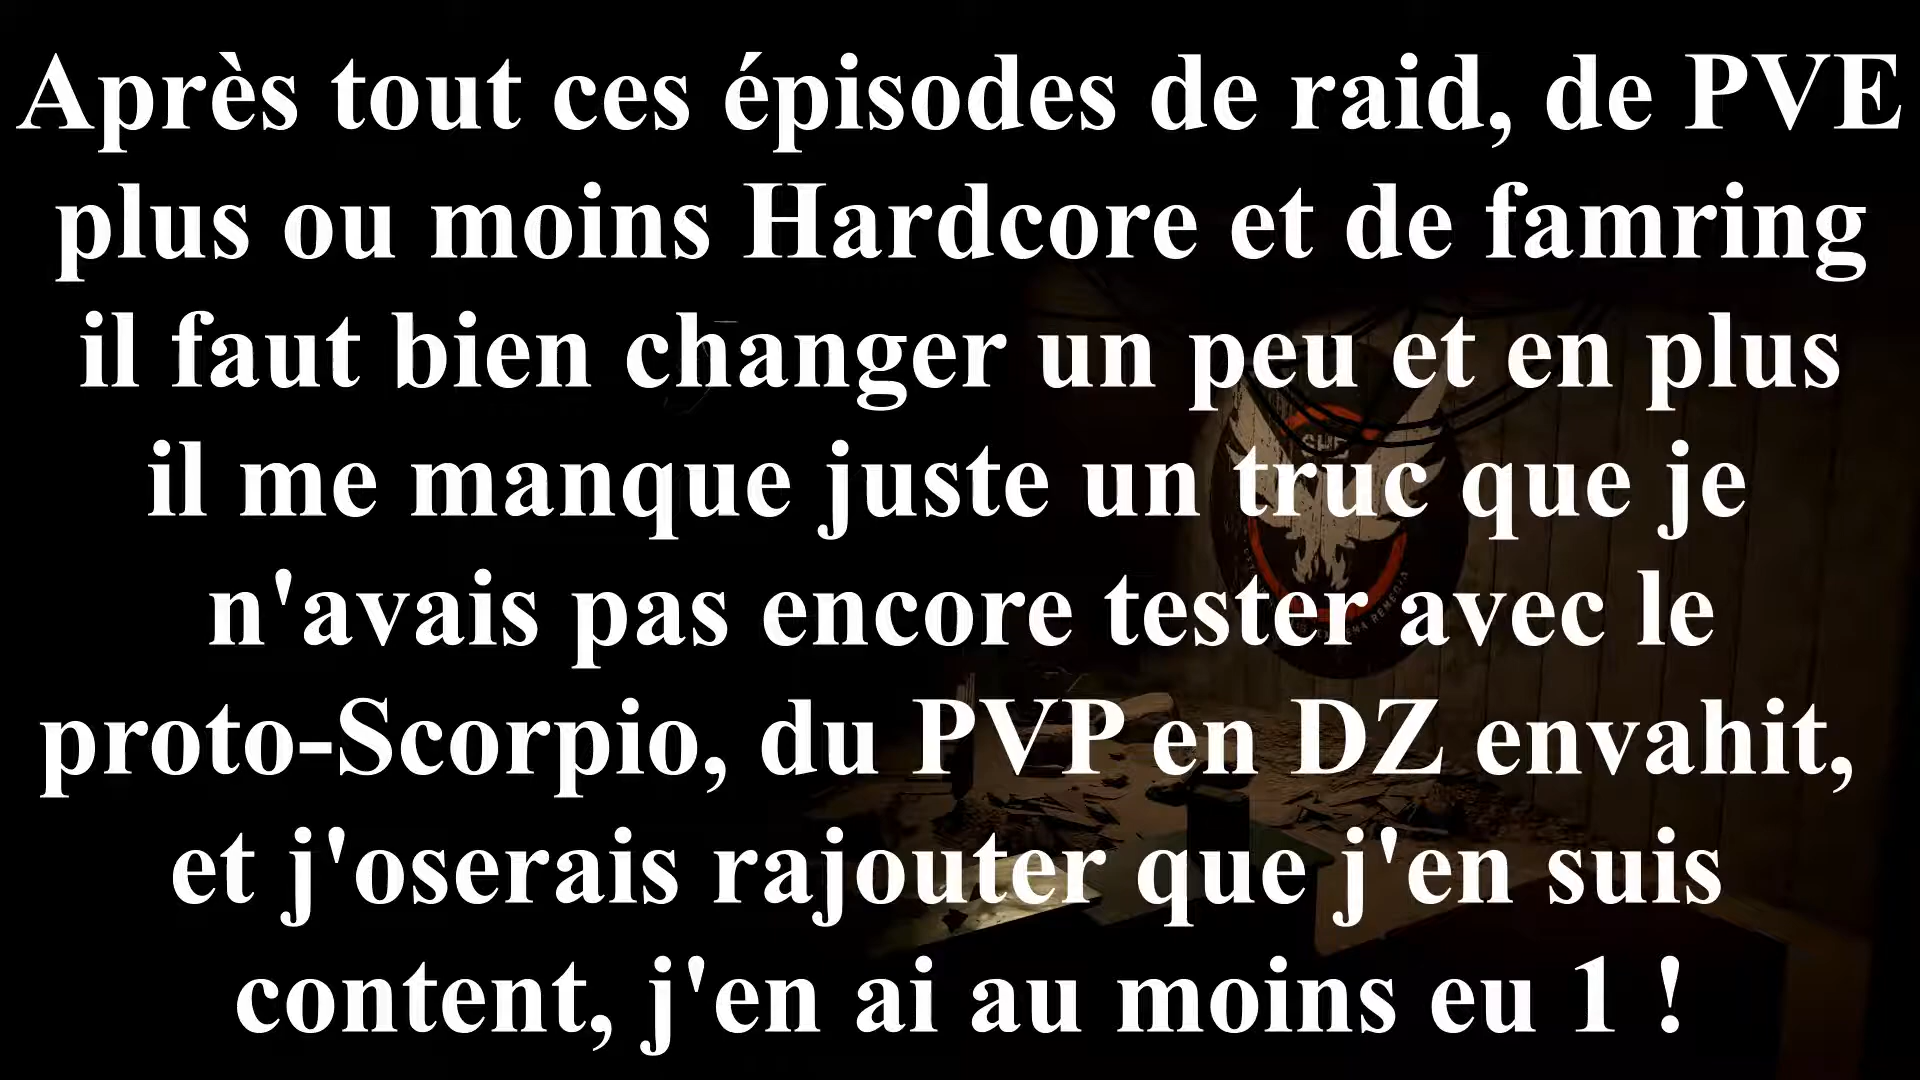 Après tout ces épisodes de raid, de PVE
plus ou moins Hardcore et de famring
il faut bien changer un peu et en plus
il me manque juste un truc que je
n'avais pas encore tester avec le
proto-Scorpio, du PVP en DZ envahit,
et j'oserais rajouter que j'en suis
content, j'en ai au moins eu 1 !